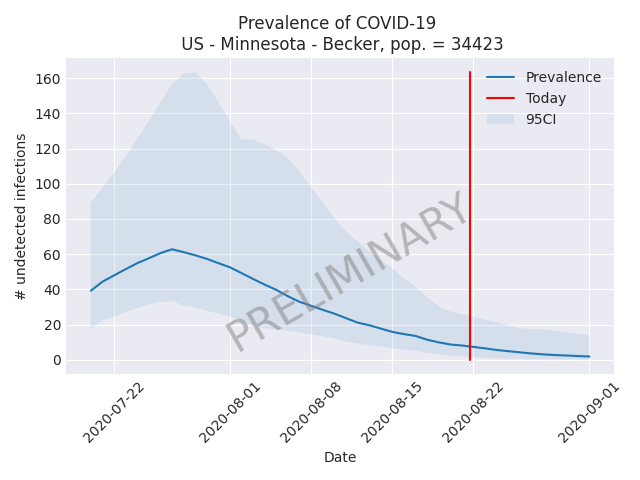 Prevalence of COVID-19
US - Minnesota - Becker, pop. = 34423
Prevalence
Today
95CI
160
140
120
100
80
60
40
20
0
# undetected infections
PRELIMINARY
2020-07-22
2020-08-01
2020-08-08
2020-08-15
2020-08-22
2020-09-01
Date